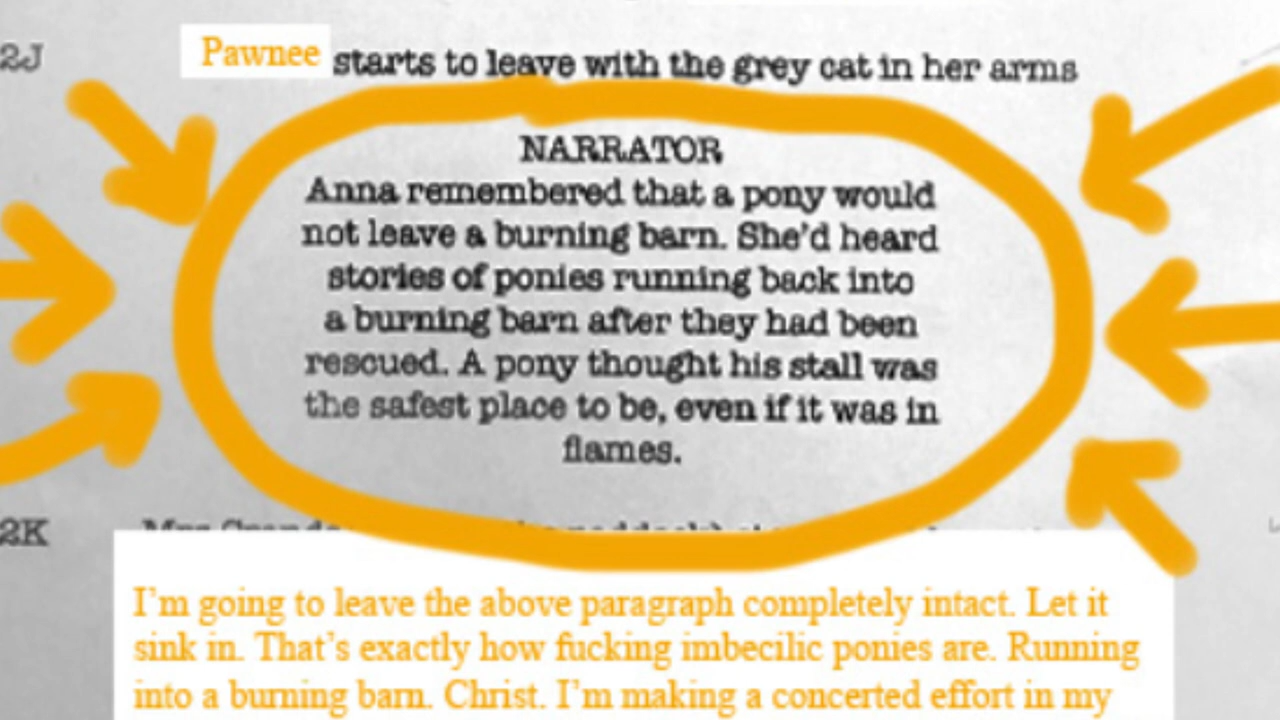 2J
Pawnee starts to leave with the grey cat in her arms
NARRATOR
Anna remembered that a pony would
not leave a burning barn. She'd heard
stories of ponies running back into
a burning barn after they had been
rescued. A pony thought his stall was
the safest place to be, even if it was in
flames.
2K
I'm going to leave the above paragraph completely intact. Let it
sink in. That's exactly how fucking imbecilic ponies are. Running
into a burning barn. Christ. I'm making a concerted effort in my